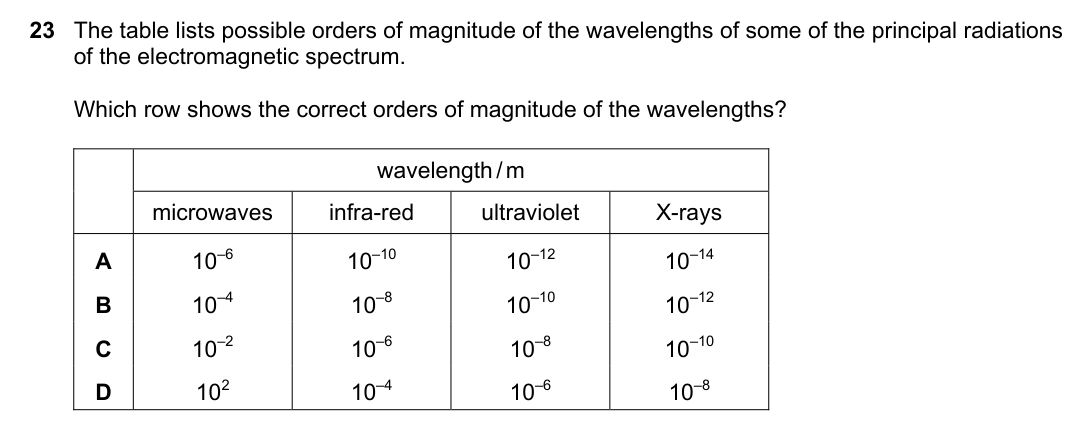 23 The table lists possible orders of magnitude of the wavelengths of some of the principal radiations
of the electromagnetic spectrum.
Which row shows the correct orders of magnitude of the wavelengths?
wavelength / m
microwaves infra-red ultraviolet X-rays
A 10⁻⁶ 10⁻¹⁰ 10⁻¹² 10⁻¹⁴
B 10⁻⁴ 10⁻⁸ 10⁻¹⁰ 10⁻¹²
C 10⁻² 10⁻⁶ 10⁻⁸ 10⁻¹⁰
D 10² 10⁻⁴ 10⁻⁶ 10⁻⁸